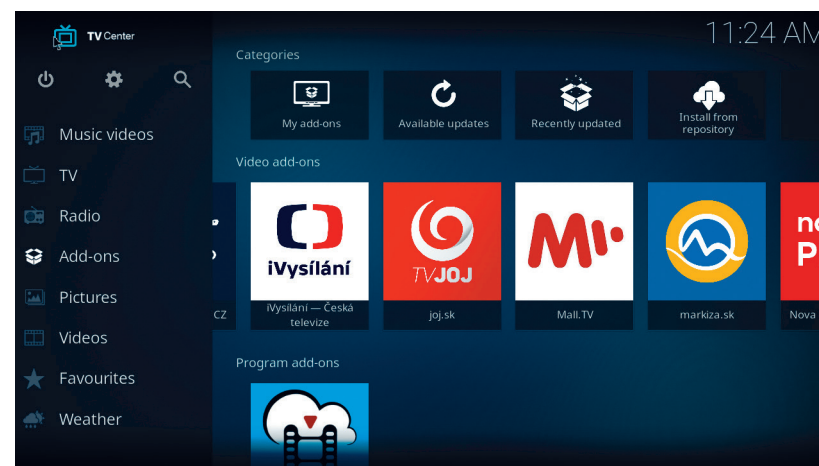 TV Center
11:24 AM
Categories
My add-ons
Available updates
Recently updated
Install from
repository
Music videos
TV
Radio
Add-ons
Pictures
Videos
Favourites
Weather
Video add-ons
iVysílání
TVJOJ
CZ
iVysílání — Česká
televize
joj.sk
Mall.TV
markiza.sk
Nova
Program add-ons